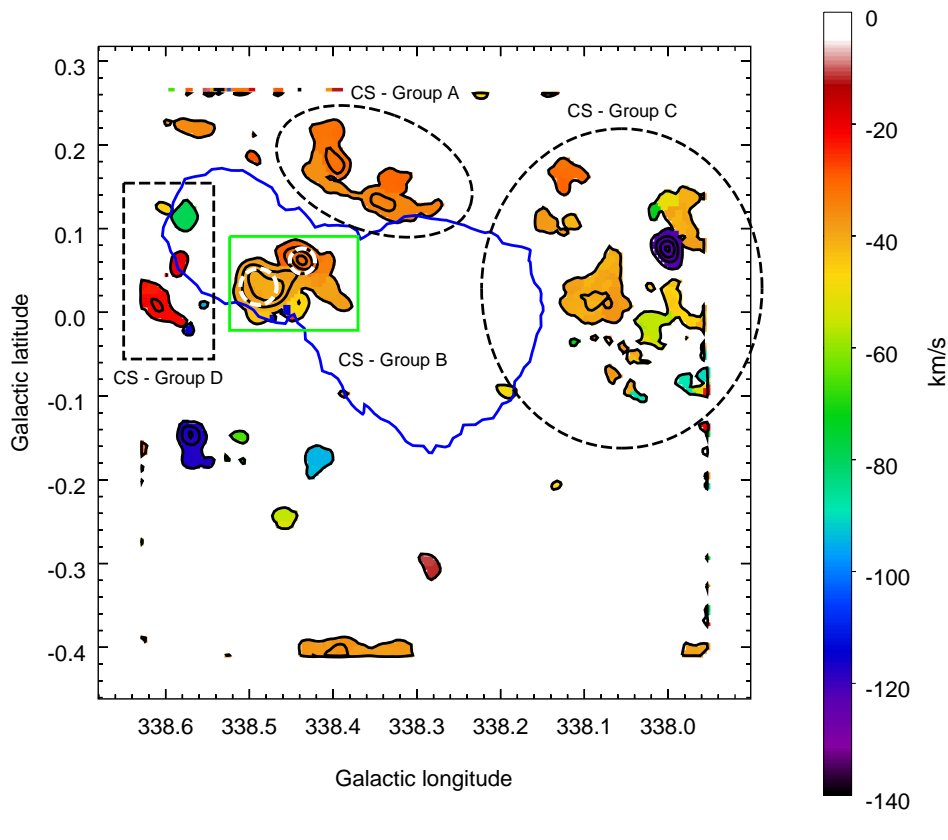 0
0.3
CS - Group A
CS - Group C
-20
0.2
0.1
-40
0.0
CS - Group B
-60
CS - Group D
-0.1
-80
-0.2
-0.3
-100
-0.4
-120
338.6 338.5 338.4 338.3 338.2 338.1 338.0
Galactic longitude
-140
Galactic latitude
km/s